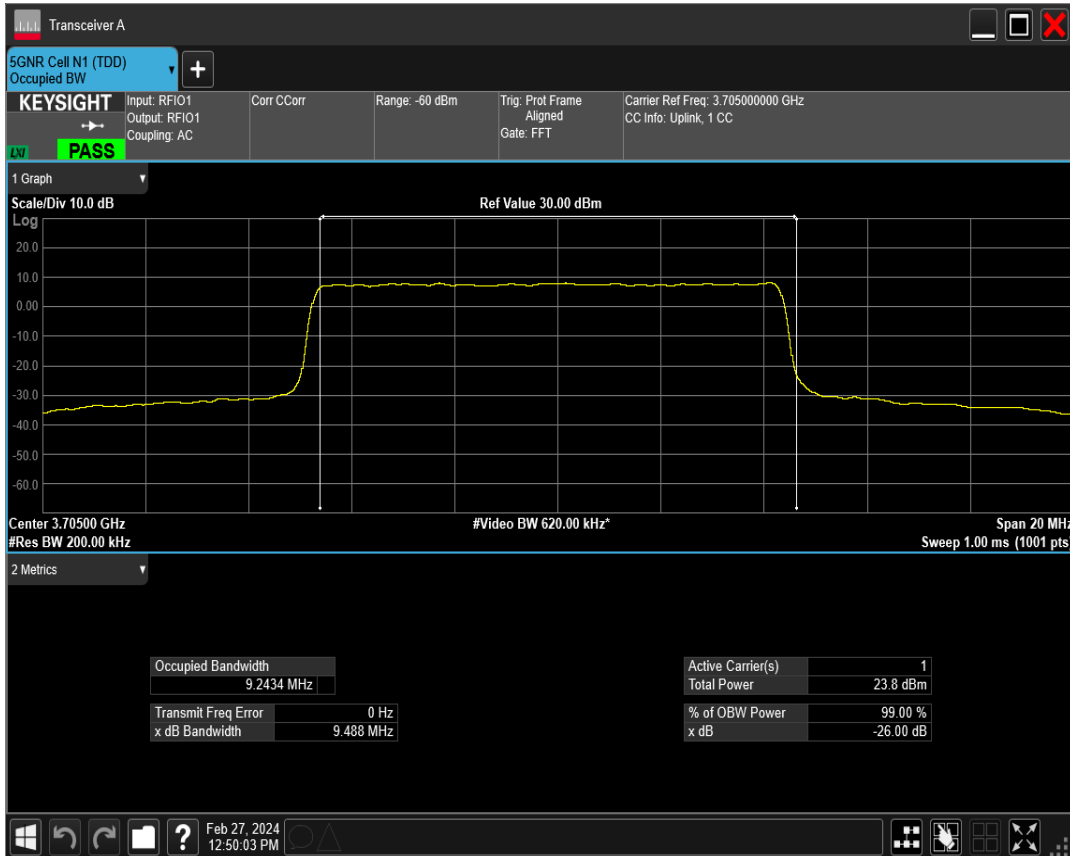 Transceiver A
5GNR Cell N1 (TDD)
Occupied BW
+
KEYSIGHT
LXI
PASS
Input: RFIO1
Output: RFIO1
Coupling: AC
Corr CCorr
Range: -60 dBm
Trig: Prot Frame
Aligned
Gate: FFT
Carrier Ref Freq: 3.705000000 GHz
CC Info: Uplink, 1 CC
1 Graph
Scale/Div 10.0 dB
Ref Value 30.00 dBm
Log
20.0
10.0
0.00
-10.0
-20.0
-30.0
-40.0
-50.0
-60.0
Center 3.70500 GHz
#Video BW 620.00 kHz*
Span 20 MHz
#Res BW 200.00 kHz
Sweep 1.00 ms (1001 pts)
2 Metrics
Occupied Bandwidth
9.2434 MHz
Transmit Freq Error 0 Hz
x dB Bandwidth 9.488 MHz
Active Carrier(s) 1
Total Power 23.8 dBm
% of OBW Power 99.00 %
x dB -26.00 dB
?
Feb 27, 2024
12:50:03 PM